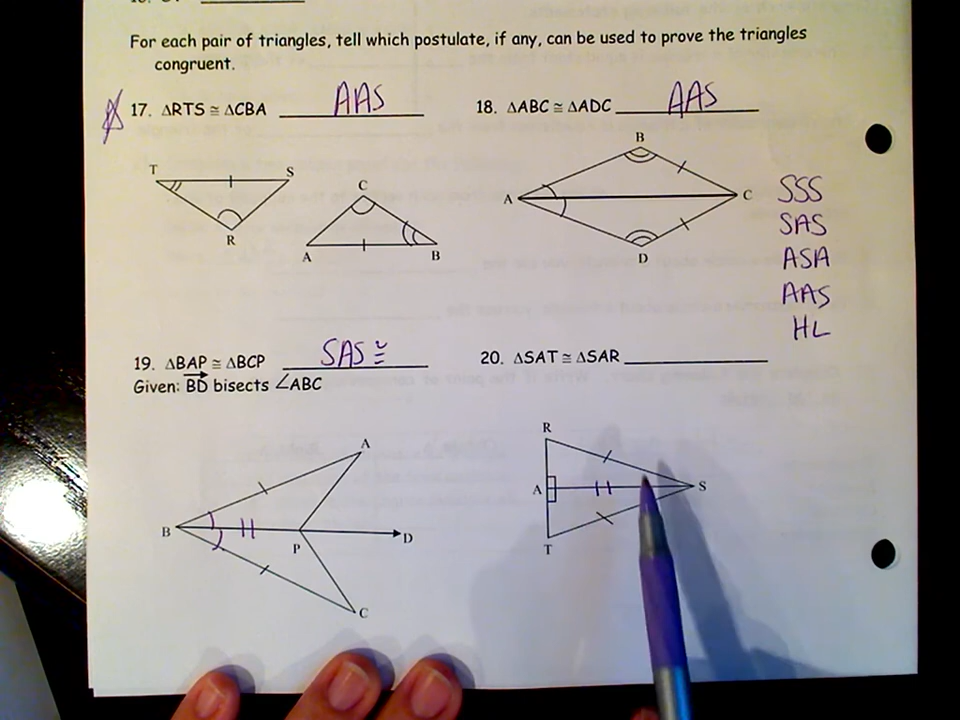 For each pair of triangles, tell which postulate, if any, can be used to prove the triangles
congruent.
17. ΔRTS ≅ ΔCBA AAS
18. ΔABC ≅ ΔADC AAS
T
S
R
C
A
B
B
A
C
D
SSS
SAS
ASA
AAS
HL
19. ΔBAP ≅ ΔBCP SAS ≅
Given: BD bisects ∠ABC
20. ΔSAT ≅ ΔSAR
A
B
D
P
C
R
A
S
T